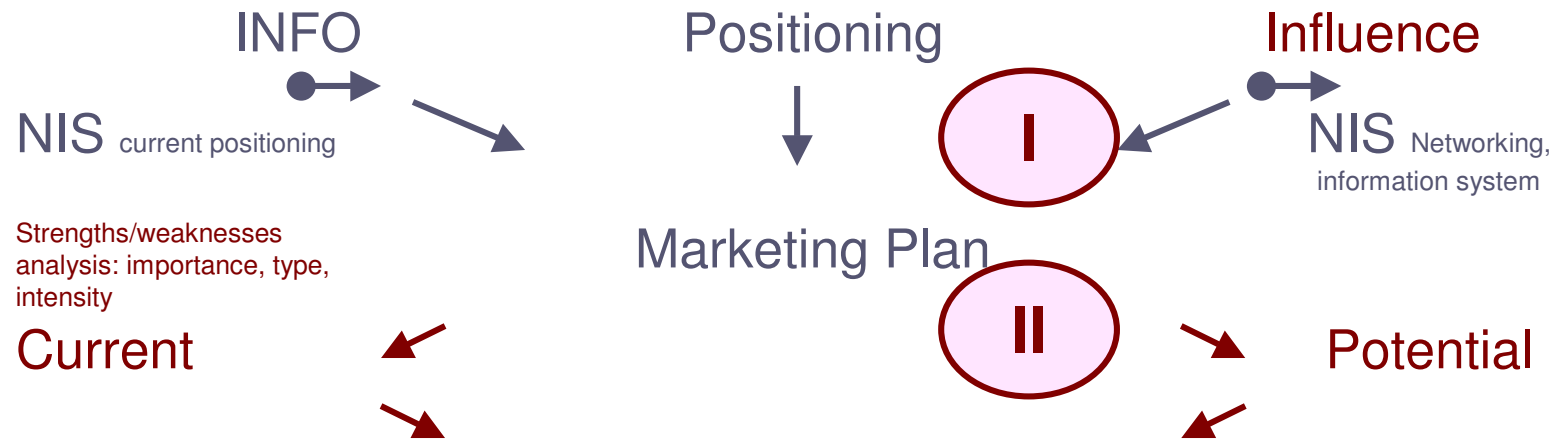 INFO Positioning Influence
I
NIS current positioning
NIS Networking,
information system
Strengths/weaknesses
analysis: importance, type,
intensity
Marketing Plan
II
Current Potential